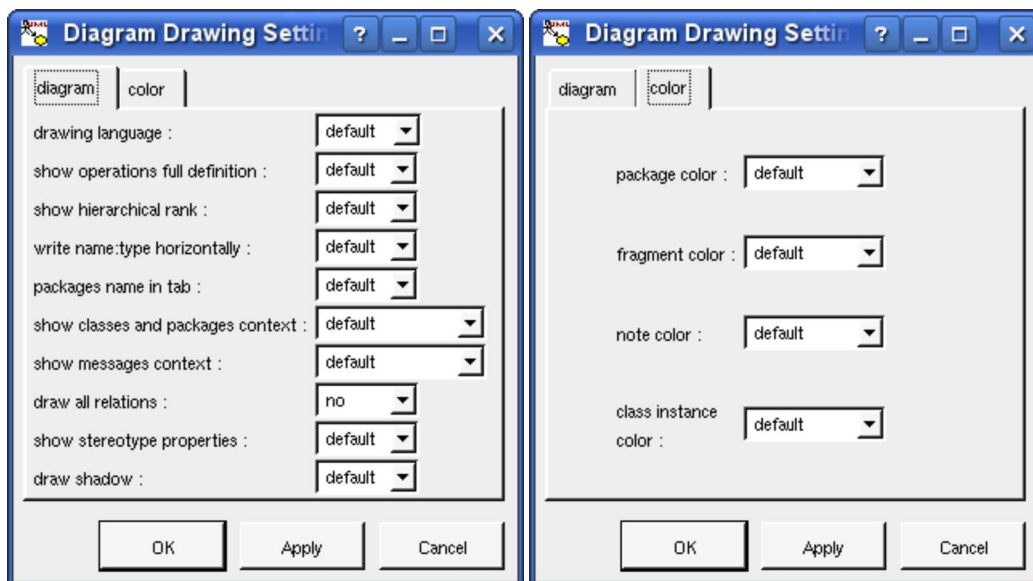 Diagram Drawing Settin
diagram color
drawing language : default
show operations full definition : default
show hierarchical rank : default
write name:type horizontally : default
packages name in tab : default
show classes and packages context : default
show messages context : default
draw all relations : no
show stereotype properties : default
draw shadow : default
OK Apply Cancel
Diagram Drawing Settin
diagram color
package color : default
fragment color : default
note color : default
class instance
color : default
OK Apply Cancel